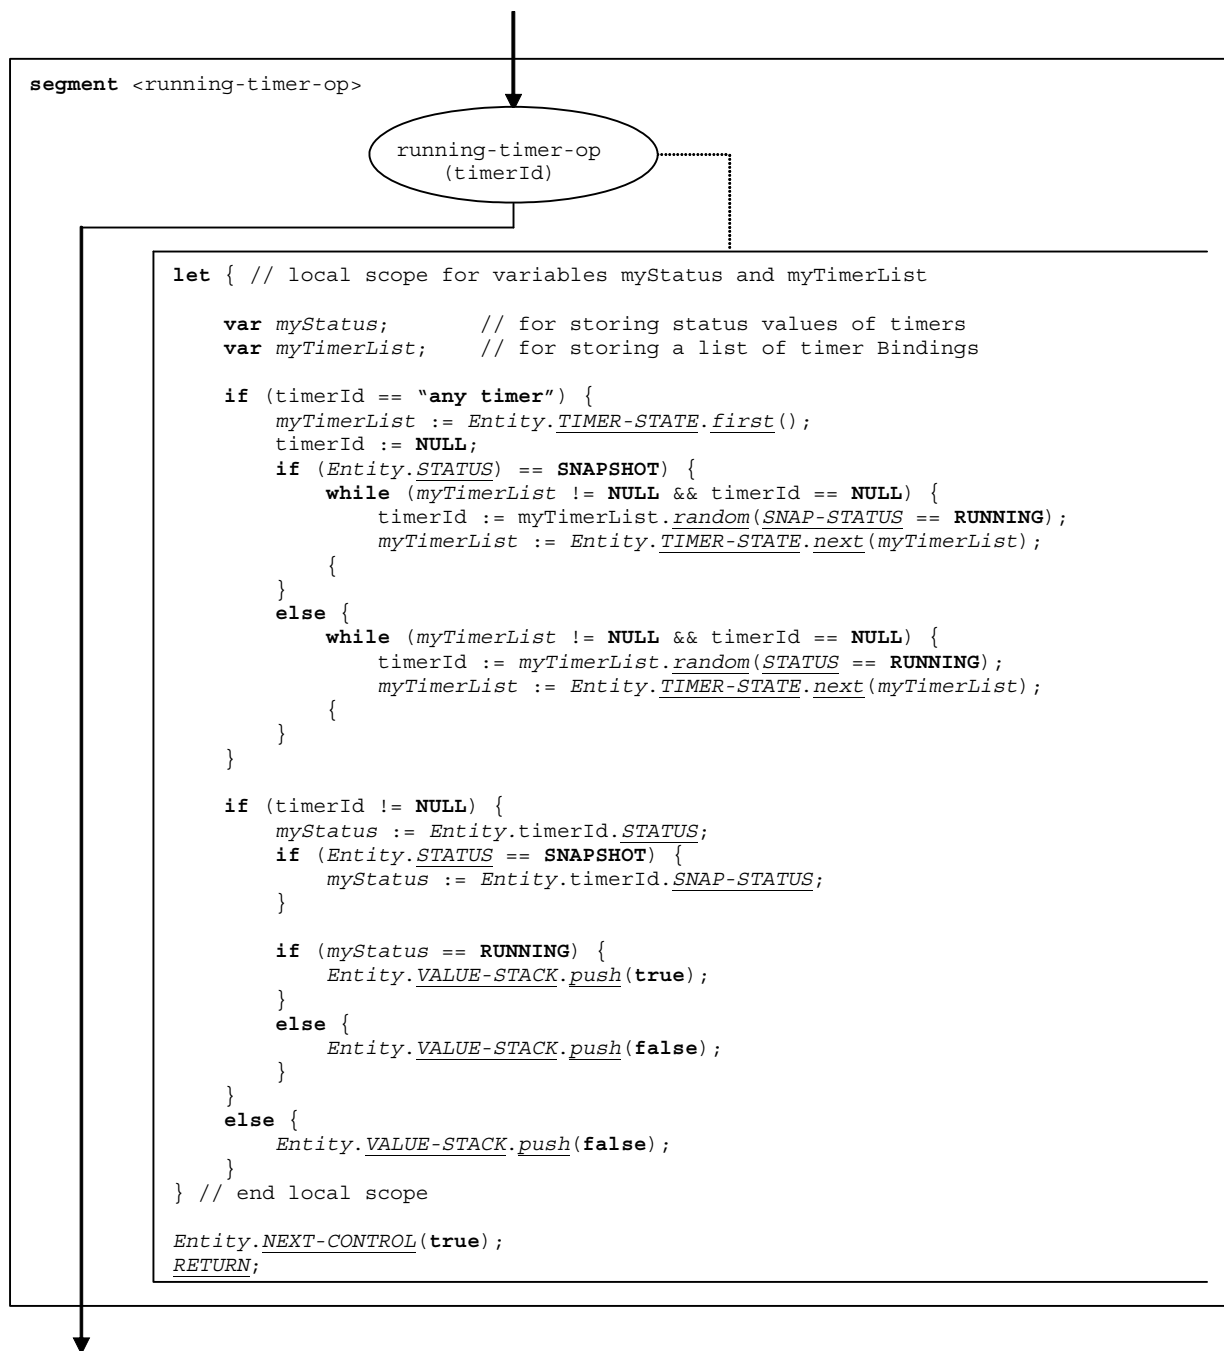 segment <running-timer-op>
running-timer-op
(timerId)
let { // local scope for variables myStatus and myTimerList
var myStatus; // for storing status values of timers
var myTimerList; // for storing a list of timer Bindings
if (timerId == “any timer”) {
myTimerList := Entity.TIMER-STATE.first();
timerId := NULL;
if (Entity.STATUS) == SNAPSHOT) {
while (myTimerList != NULL && timerId == NULL) {
timerId := myTimerList.random(SNAP-STATUS == RUNNING);
myTimerList := Entity.TIMER-STATE.next(myTimerList);
{
}
else {
while (myTimerList != NULL && timerId == NULL) {
timerId := myTimerList.random(STATUS == RUNNING);
myTimerList := Entity.TIMER-STATE.next(myTimerList);
{
}
}
if (timerId != NULL) {
myStatus := Entity.timerId.STATUS;
if (Entity.STATUS == SNAPSHOT) {
myStatus := Entity.timerId.SNAP-STATUS;
}
if (myStatus == RUNNING) {
Entity.VALUE-STACK.push(true);
}
else {
Entity.VALUE-STACK.push(false);
}
}
else {
Entity.VALUE-STACK.push(false);
}
} // end local scope
Entity.NEXT-CONTROL(true);
RETURN;